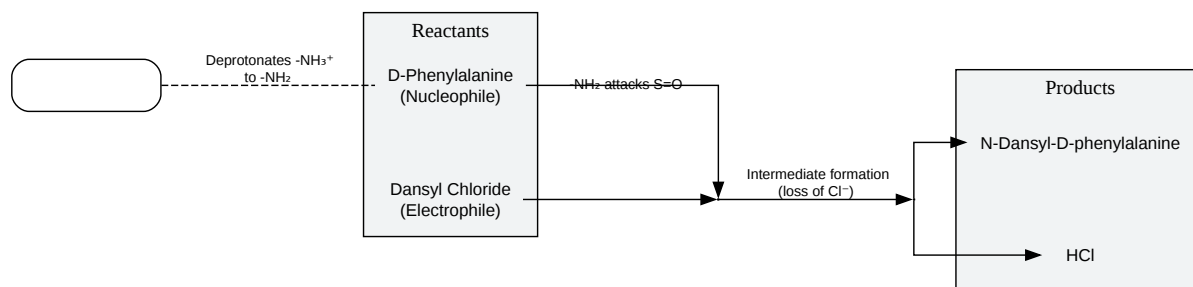 Reactants
Deprotonates -NH₃⁺
to -NH₂
D-Phenylalanine
(Nucleophile)
-NH₂ attacks S=O
Products
N-Dansyl-D-phenylalanine
Dansyl Chloride
(Electrophile)
Intermediate formation
(loss of Cl⁻)
HCl